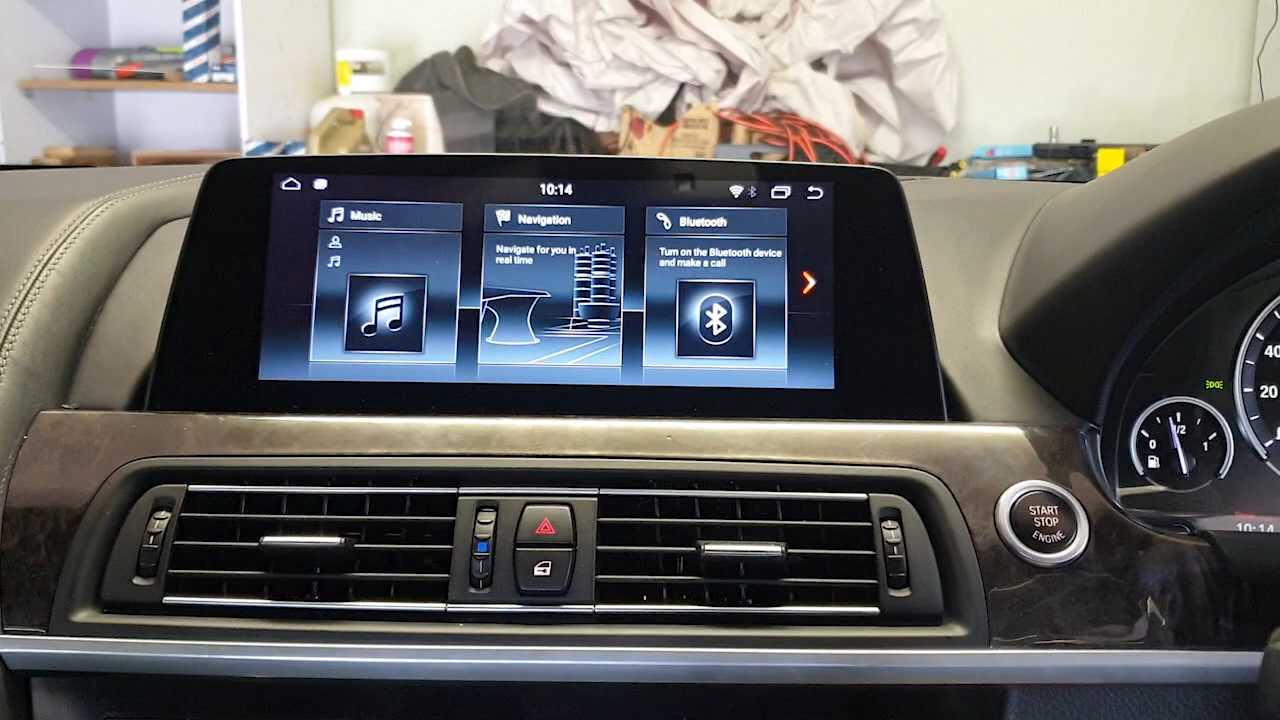 10:14
Music
Navigation
Bluetooth
Navigate for you in
real time
Turn on the Bluetooth device
and make a call
START
STOP
ENGINE
40
20
0
1/2
1
10:14